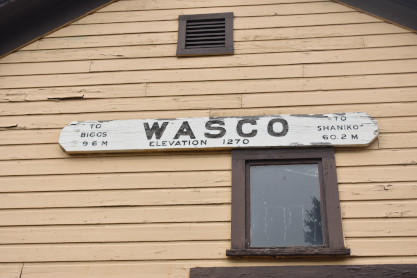 TO
BIGGS
9.6 M
WASCO
ELEVATION 1270
TO
SHANIKO
60.2 M